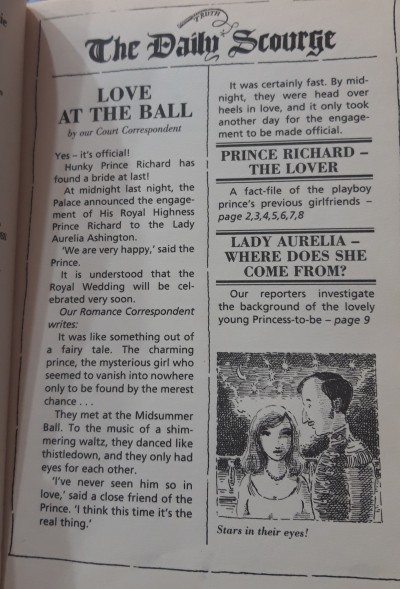 TRUTH
The Daily Scourge
LOVE
AT THE BALL
by our Court Correspondent
Yes – it's official!
Hunky Prince Richard has
found a bride at last!
At midnight last night, the
Palace announced the engage-
ment of His Royal Highness
Prince Richard to the Lady
Aurelia Ashington.
'We are very happy,' said the
Prince.
It is understood that the
Royal Wedding will be cel-
ebrated very soon.
Our Romance Correspondent
writes:
It was like something out of
a fairy tale. The charming
prince, the mysterious girl who
seemed to vanish into nowhere
only to be found by the merest
chance . . .
They met at the Midsummer
Ball. To the music of a shim-
mering waltz, they danced like
thistledown, and they only had
eyes for each other.
'I've never seen him so in
love,' said a close friend of the
Prince. 'I think this time it's the
real thing.'
It was certainly fast. By mid-
night, they were head over
heels in love, and it only took
another day for the engage-
ment to be made official.
PRINCE RICHARD –
THE LOVER
A fact-file of the playboy
prince's previous girlfriends –
page 2,3,4,5,6,7,8
LADY AURELIA –
WHERE DOES SHE
COME FROM?
Our reporters investigate
the background of the lovely
young Princess-to-be – page 9
Stars in their eyes!